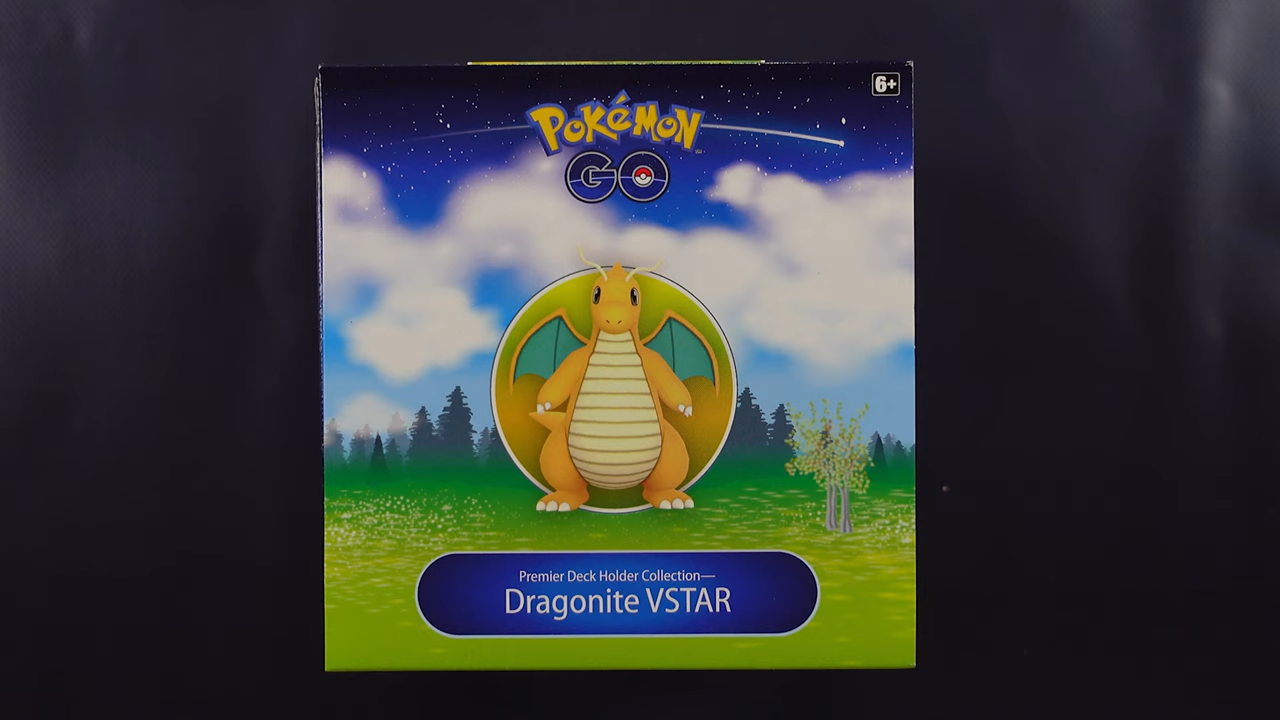 6+
POKéMON
GO
Premier Deck Holder Collection—
Dragonite VSTAR